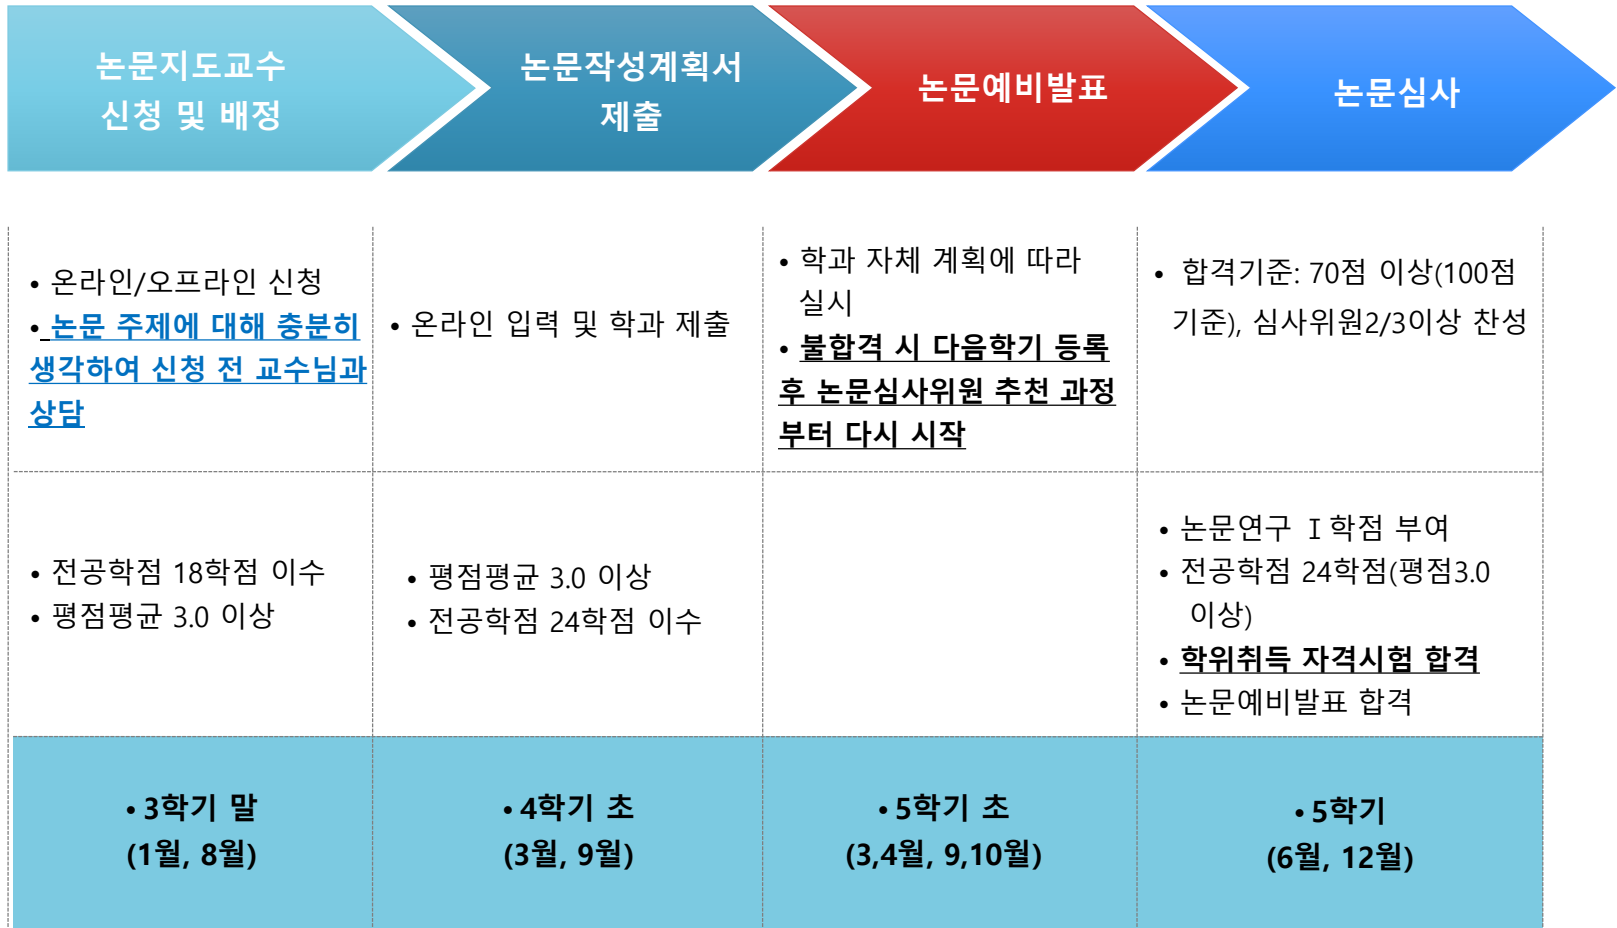 논문지도교수
신청 및 배정
논문작성계획서
제출
논문예비발표
논문심사
• 온라인/오프라인 신청
• 논문 주제에 대해 충분히
생각하여 신청 전 교수님과
상담
• 온라인 입력 및 학과 제출
• 학과 자체 계획에 따라
실시
• 불합격 시 다음학기 등록
후 논문심사위원 추천 과정
부터 다시 시작
• 합격기준: 70점 이상(100점
기준), 심사위원2/3이상 찬성
• 전공학점 18학점 이수
• 평점평균 3.0 이상
• 평점평균 3.0 이상
• 전공학점 24학점 이수
• 논문연구 Ⅰ학점 부여
• 전공학점 24학점(평점3.0
이상)
• 학위취득 자격시험 합격
• 논문예비발표 합격
• 3학기 말
(1월, 8월)
• 4학기 초
(3월, 9월)
• 5학기 초
(3,4월, 9,10월)
• 5학기
(6월, 12월)